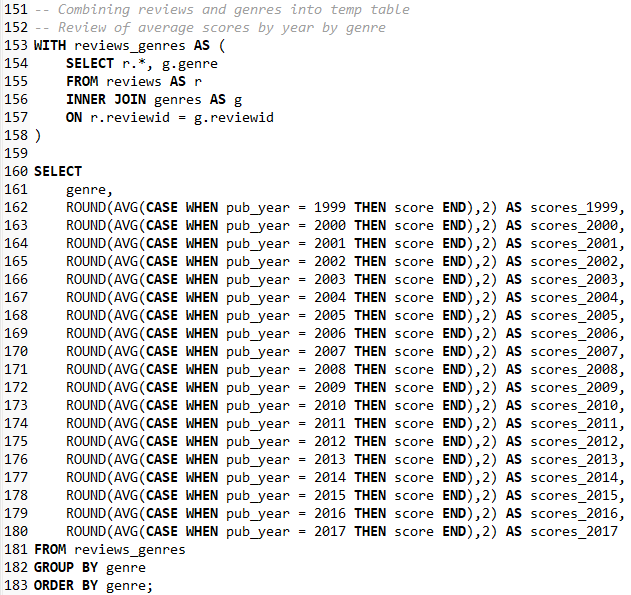 151 -- Combining reviews and genres into temp table
152 -- Review of average scores by year by genre
153 WITH reviews_genres AS (
154     SELECT r.*, g.genre
155     FROM reviews AS r
156     INNER JOIN genres AS g
157     ON r.reviewid = g.reviewid
158 )
159
160 SELECT
161     genre,
162     ROUND(AVG(CASE WHEN pub_year = 1999 THEN score END),2) AS scores_1999,
163     ROUND(AVG(CASE WHEN pub_year = 2000 THEN score END),2) AS scores_2000,
164     ROUND(AVG(CASE WHEN pub_year = 2001 THEN score END),2) AS scores_2001,
165     ROUND(AVG(CASE WHEN pub_year = 2002 THEN score END),2) AS scores_2002,
166     ROUND(AVG(CASE WHEN pub_year = 2003 THEN score END),2) AS scores_2003,
167     ROUND(AVG(CASE WHEN pub_year = 2004 THEN score END),2) AS scores_2004,
168     ROUND(AVG(CASE WHEN pub_year = 2005 THEN score END),2) AS scores_2005,
169     ROUND(AVG(CASE WHEN pub_year = 2006 THEN score END),2) AS scores_2006,
170     ROUND(AVG(CASE WHEN pub_year = 2007 THEN score END),2) AS scores_2007,
171     ROUND(AVG(CASE WHEN pub_year = 2008 THEN score END),2) AS scores_2008,
172     ROUND(AVG(CASE WHEN pub_year = 2009 THEN score END),2) AS scores_2009,
173     ROUND(AVG(CASE WHEN pub_year = 2010 THEN score END),2) AS scores_2010,
174     ROUND(AVG(CASE WHEN pub_year = 2011 THEN score END),2) AS scores_2011,
175     ROUND(AVG(CASE WHEN pub_year = 2012 THEN score END),2) AS scores_2012,
176     ROUND(AVG(CASE WHEN pub_year = 2013 THEN score END),2) AS scores_2013,
177     ROUND(AVG(CASE WHEN pub_year = 2014 THEN score END),2) AS scores_2014,
178     ROUND(AVG(CASE WHEN pub_year = 2015 THEN score END),2) AS scores_2015,
179     ROUND(AVG(CASE WHEN pub_year = 2016 THEN score END),2) AS scores_2016,
180     ROUND(AVG(CASE WHEN pub_year = 2017 THEN score END),2) AS scores_2017
181 FROM reviews_genres
182 GROUP BY genre
183 ORDER BY genre;